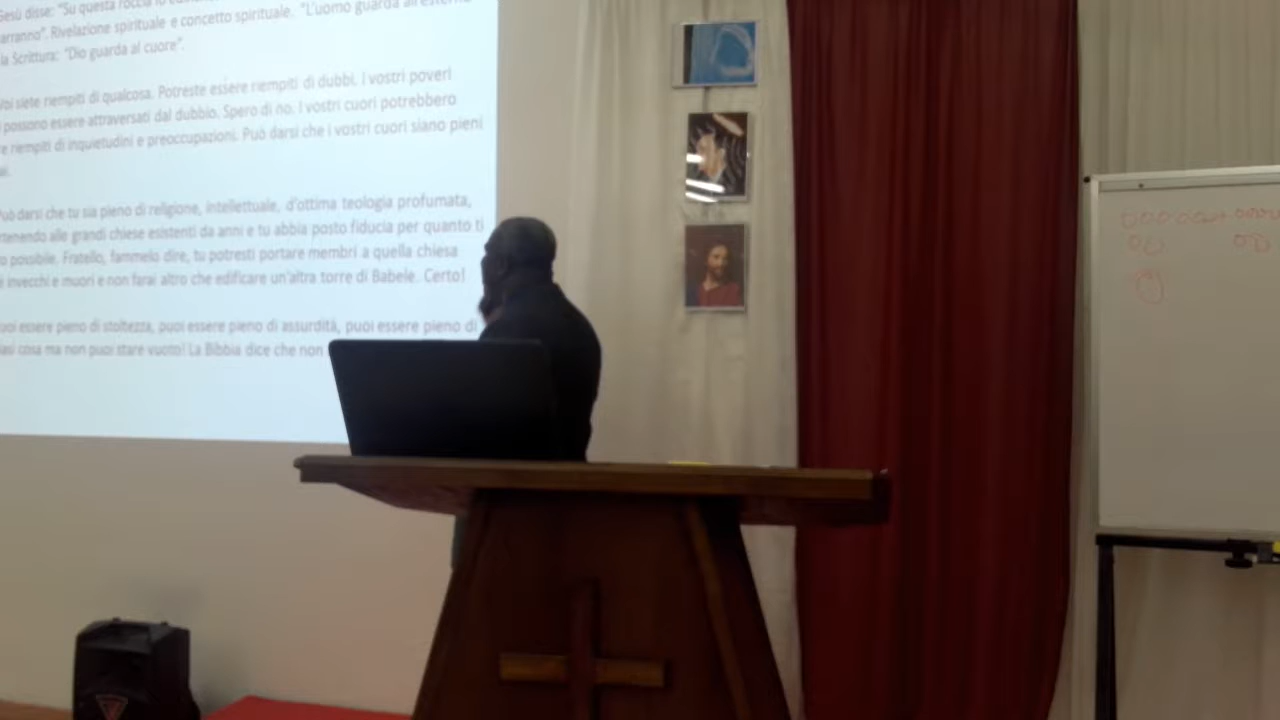 Gesù disse: "Su questa roccia io
arranno". Rivelazione spirituale e concetto spirituale. "L'uomo guarda all'esterno
la Scrittura: "Dio guarda al cuore".
oi siete riempiti di qualcosa. Potreste essere riempiti di dubbi. I vostri poveri
possono essere attraversati dal dubbio. Spero di no. I vostri cuori potrebbero
e riempiti di inquietudini e preoccupazioni. Può darsi che i vostri cuori siano pieni
Può darsi che tu sia pieno di religione, intellettuale, d'ottima teologia profumata,
rtenendo alle grandi chiese esistenti da anni e tu abbia posto fiducia per quanto ti
o possibile. Fratello, fammelo dire, tu potresti portare membri a quella chiesa
é invecchi e muori e non farai altro che edificare un'altra torre di Babele. Certo!
uoi essere pieno di stoltezza, puoi essere pieno di assurdità, puoi essere pieno di
iasi cosa ma non puoi stare vuoto! La Bibbia dice che non